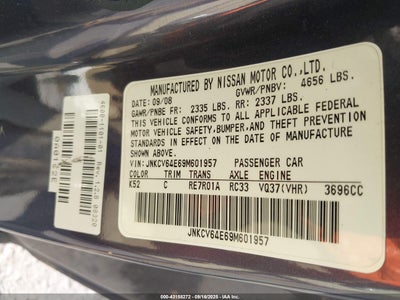 MANUFACTURED BY NISSAN MOTOR CO.,LTD.
DATE: 09/08 GVWR/PNBV: 4656 LBS.
GAWR/PNBE FR: 2335 LBS. RR: 2337 LBS.
THIS VEHICLE CONFORMS TO ALL APPLICABLE FEDERAL
MOTOR VEHICLE SAFETY,BUMPER,AND THEFT PREVENTION
STANDARDS IN EFFECT ON THE DATE OF MANUFACTURE
SHOWN ABOVE.
VIN: JNKCV64E69M601957 PASSENGER CAR
COLOR TRIM TRANS AXLE ENGINE
K52 C RE7R01A RC33 VQ37(VHR) 3696CC
JNKCV64E69M601957
© IAA - 43158272 - 09/18/2025 - USA